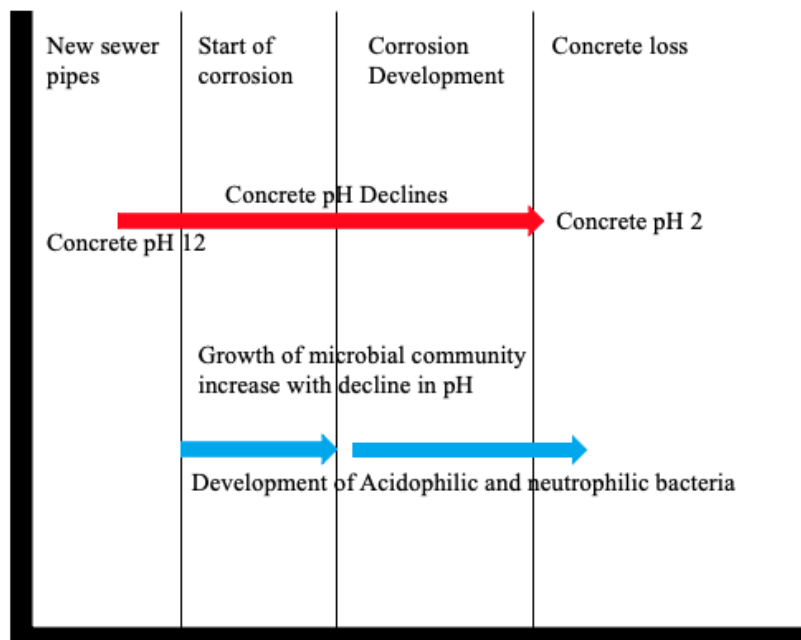 New sewer
pipes
Start of
corrosion
Corrosion
Development
Concrete loss
Concrete pH Declines
Concrete pH 12
Concrete pH 2
Growth of microbial community
increase with decline in pH
Development of Acidophilic and neutrophilic bacteria